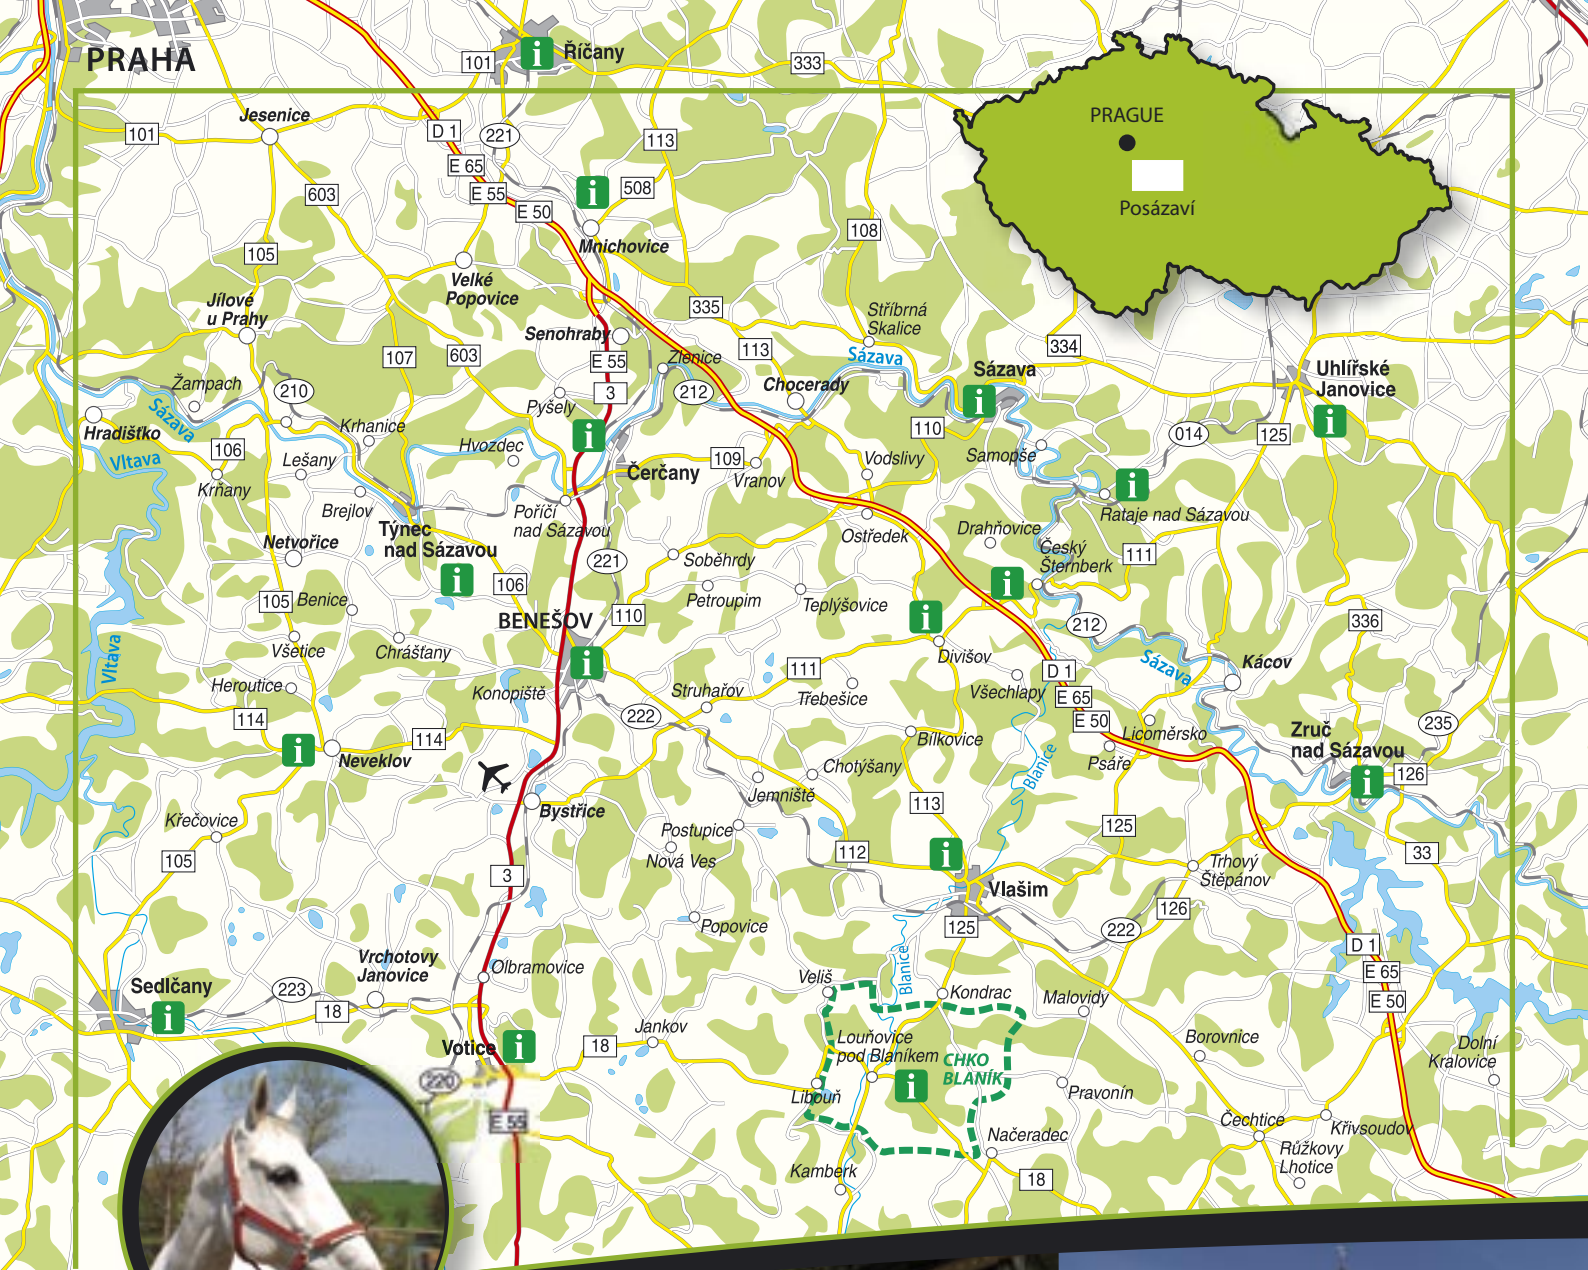 PRAHA
i
Říčany
101
333
PRAGUE
Posázaví
Jesenice
101
D 1
221
113
E 65
603
E 55
i
508
E 50
Mnichovice
108
105
Velké
Popovice
Jílové
u Prahy
335
Stříbrná
Skalice
Senohraby
107
603
E 55
Zlenice
113
Sázava
334
Sázava
Uhlířské
Janovice
Žampach
210
3
212
Chocerady
i
i
Hradišťko
Sázava
Krhanice
Pyšely
110
014
125
Vltava
106
Lešany
Hvozdec
i
Čerčany
109
Vranov
Vodslivy
Samopše
i
Krňany
Brejlov
Poříčí
nad Sázavou
Ostředek
Drahňovice
Rataje nad Sázavou
Týnec
nad Sázavou
Netvořice
i
106
221
Soběhrdy
Český
Šternberk
111
i
105
Benice
BENEŠOV
110
Petroupim
Teplýšovice
i
212
336
Vltava
Všetice
Chrášťany
i
Divišov
Sázava
Kácov
Heroutice
Konopiště
Struhařov
111
Třebešice
Všechlapy
D 1
E 65
114
222
E 50
Licoměrsko
235
i
Neveklov
114
Bílkovice
Psáře
Zruč
nad Sázavou
i
126
Chotýšany
Blanice
Jemniště
Bystřice
113
Křečovice
Postupice
125
105
Nová Ves
112
i
33
3
Vlašim
Trhový
Štěpánov
126
Popovice
125
222
Vrchotovy
Janovice
Olbramovice
Blanice
D 1
Sedlčany
i
223
18
Veliš
Kondrac
Malovidy
E 65
E 50
Votice
i
18
Jankov
Louňovice
pod Blaníkem
CHKO
BLANÍK
i
Borovnice
Dolní
Kralovice
220
Libouň
Pravonín
E 55
Načeradec
Čechtice
Křivsoudov
Růžkovy
Lhotice
Kamberk
18